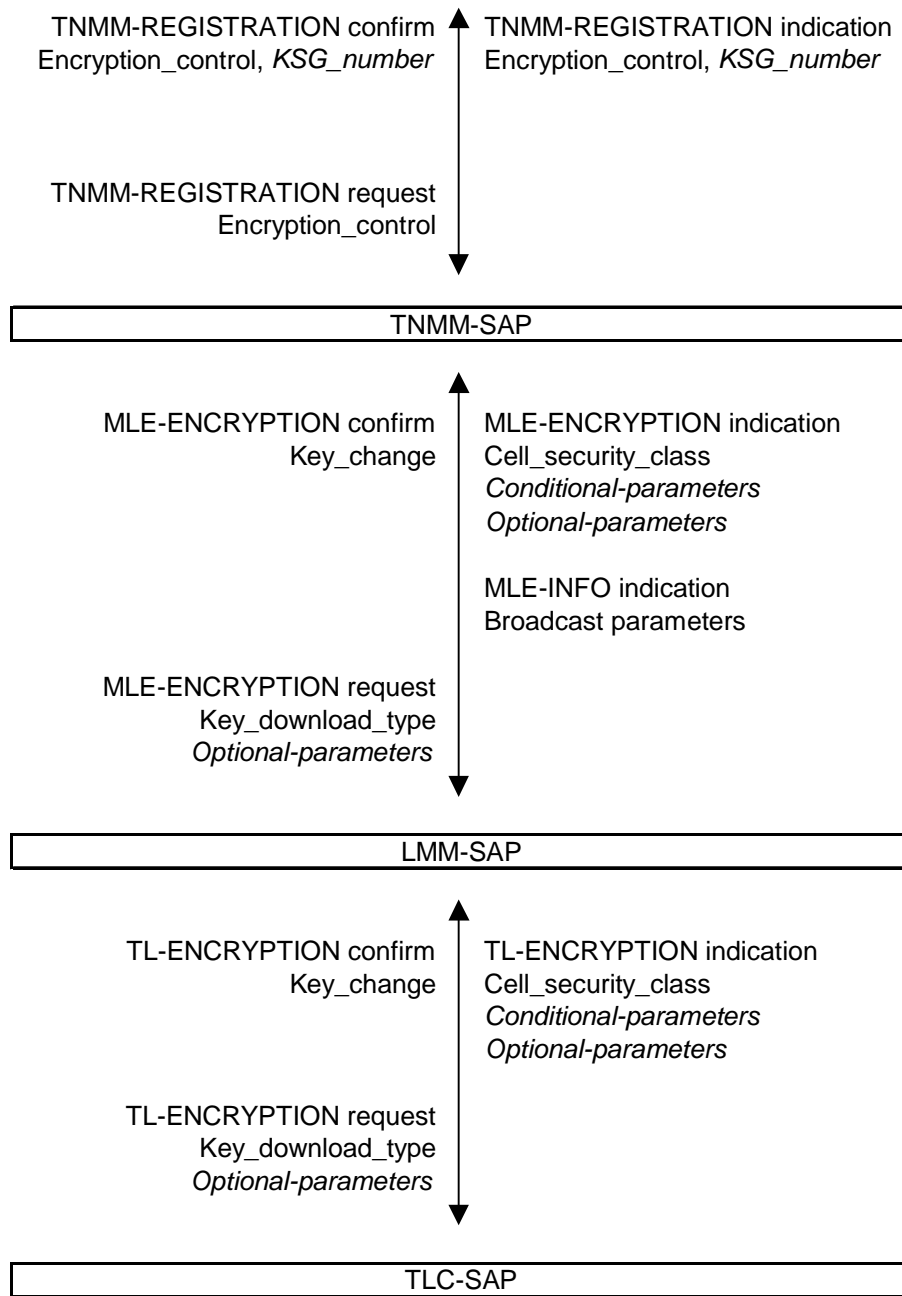 TNMM-REGISTRATION confirm
Encryption_control, KSG_number
TNMM-REGISTRATION indication
Encryption_control, KSG_number
TNMM-REGISTRATION request
Encryption_control
TNMM-SAP
MLE-ENCRYPTION confirm
Key_change
MLE-ENCRYPTION indication
Cell_security_class
Conditional-parameters
Optional-parameters
MLE-INFO indication
Broadcast parameters
MLE-ENCRYPTION request
Key_download_type
Optional-parameters
LMM-SAP
TL-ENCRYPTION confirm
Key_change
TL-ENCRYPTION indication
Cell_security_class
Conditional-parameters
Optional-parameters
TL-ENCRYPTION request
Key_download_type
Optional-parameters
TLC-SAP